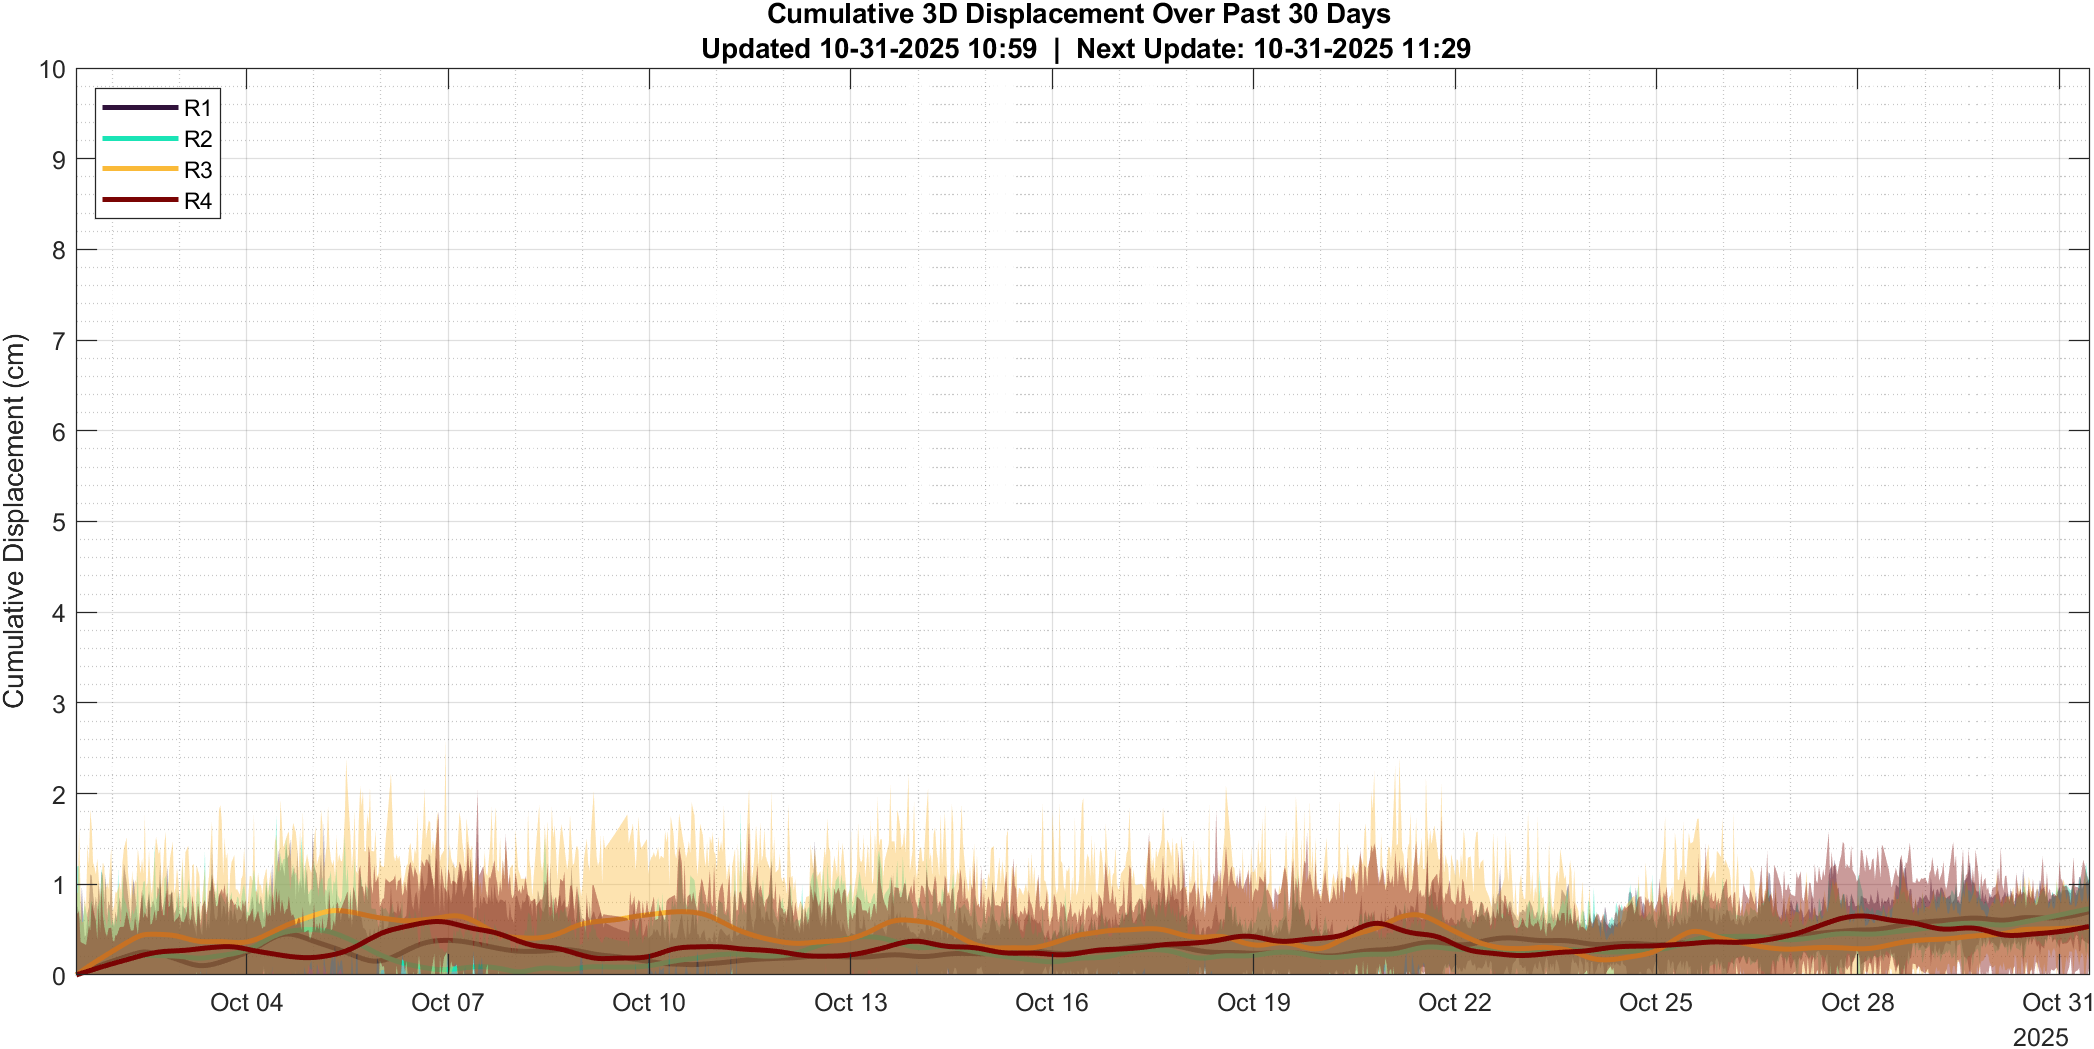 Cumulative 3D Displacement Over Past 30 Days
Updated 10-31-2025 10:59 | Next Update: 10-31-2025 11:29
Cumulative Displacement (cm)
10
9
8
7
6
5
4
3
2
1
0
R1
R2
R3
R4
Oct 04 Oct 07 Oct 10 Oct 13 Oct 16 Oct 19 Oct 22 Oct 25 Oct 28 Oct 31
2025